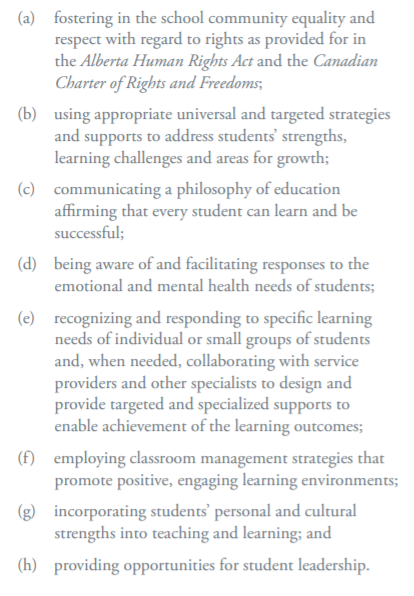 (a) fostering in the school community equality and
respect with regard to rights as provided for in
the Alberta Human Rights Act and the Canadian
Charter of Rights and Freedoms;
(b) using appropriate universal and targeted strategies
and supports to address students’ strengths,
learning challenges and areas for growth;
(c) communicating a philosophy of education
affirming that every student can learn and be
successful;
(d) being aware of and facilitating responses to the
emotional and mental health needs of students;
(e) recognizing and responding to specific learning
needs of individual or small groups of students
and, when needed, collaborating with service
providers and other specialists to design and
provide targeted and specialized supports to
enable achievement of the learning outcomes;
(f) employing classroom management strategies that
promote positive, engaging learning environments;
(g) incorporating students’ personal and cultural
strengths into teaching and learning; and
(h) providing opportunities for student leadership.